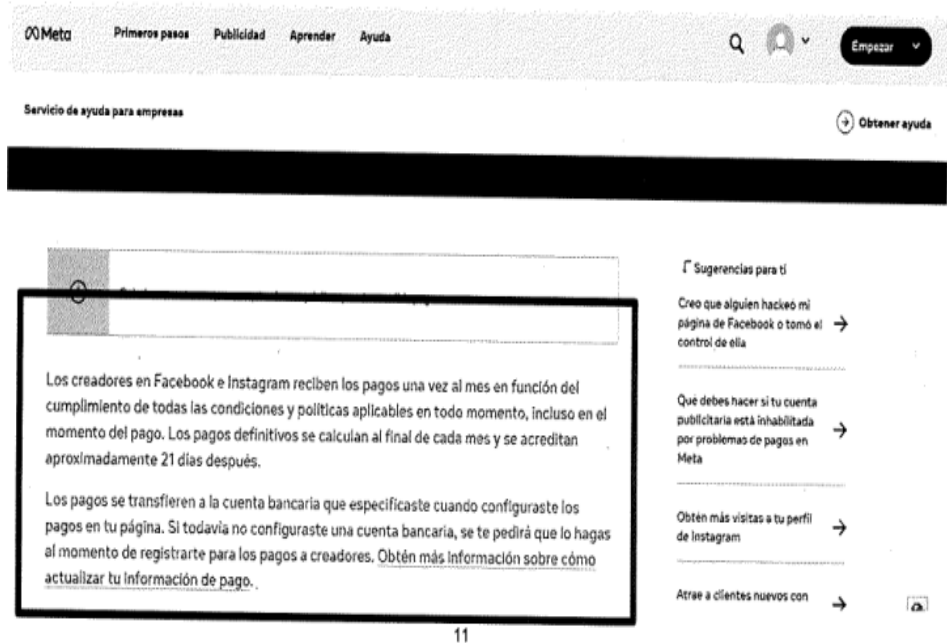 Meta Primeros pasos Publicidad Aprender Ayuda Empezar
Servicio de ayuda para empresas Obtener ayuda
Los creadores en Facebook e Instagram reciben los pagos una vez al mes en función del
cumplimiento de todas las condiciones y políticas aplicables en todo momento, incluso en el
momento del pago. Los pagos definitivos se calculan al final de cada mes y se acreditan
aproximadamente 21 días después.
Los pagos se transfieren a la cuenta bancaria que especificaste cuando configuraste los
pagos en tu página. Si todavía no configuraste una cuenta bancaria, se te pedirá que lo hagas
al momento de registrarte para los pagos a creadores. Obtén más información sobre cómo
actualizar tu información de pago.
Sugerencias para ti
Creo que alguien hackeó mi
página de Facebook o tomó el
control de ella
Qué debes hacer si tu cuenta
publicitaria está inhabilitada
por problemas de pagos en
Meta
Obtén más visitas a tu perfil
de Instagram
Atrae a clientes nuevos con
11